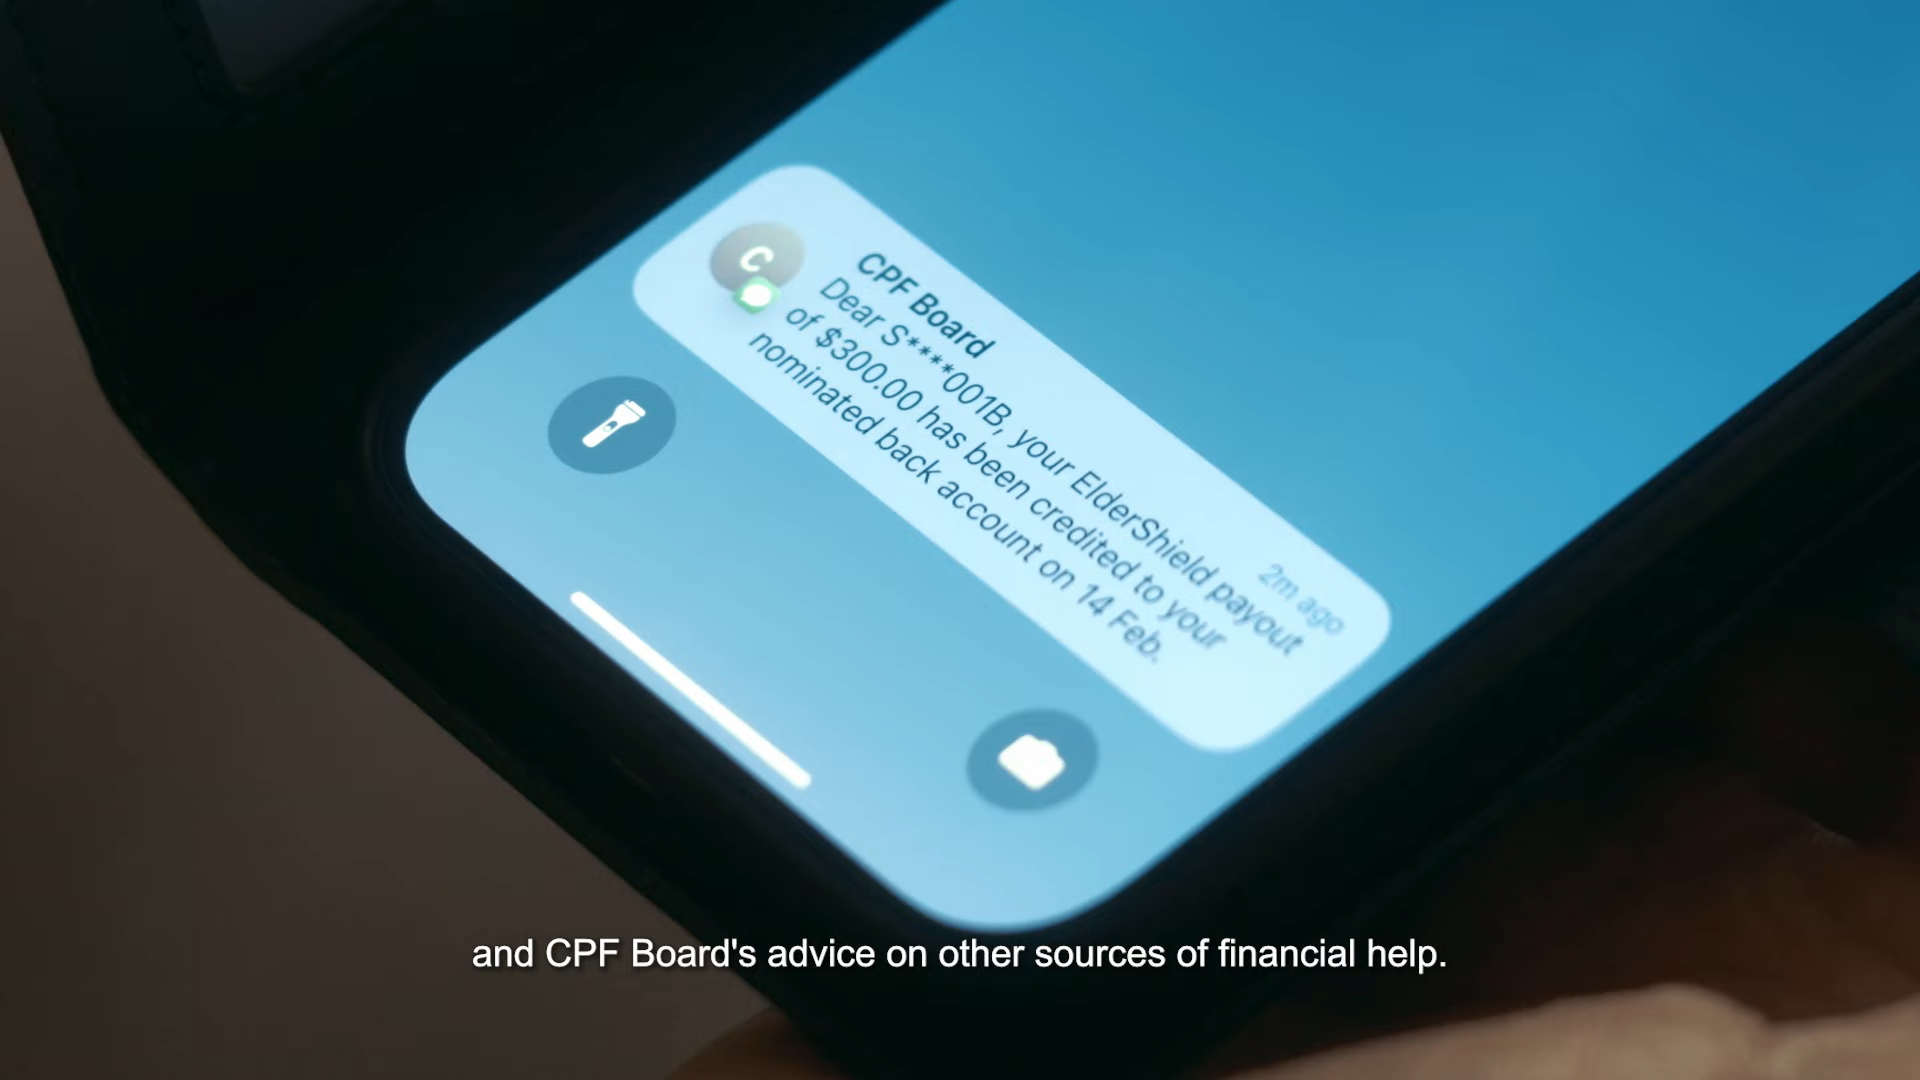 C
CPF Board
2m ago
Dear S****001B, your ElderShield payout
of $300.00 has been credited to your
nominated back account on 14 Feb.
and CPF Board's advice on other sources of financial help.